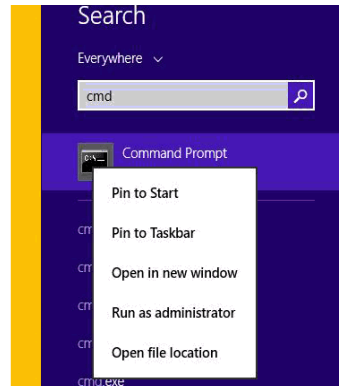 Search
Everywhere
cmd
Command Prompt
Pin to Start
Pin to Taskbar
Open in new window
Run as administrator
Open file location
cmd.exe